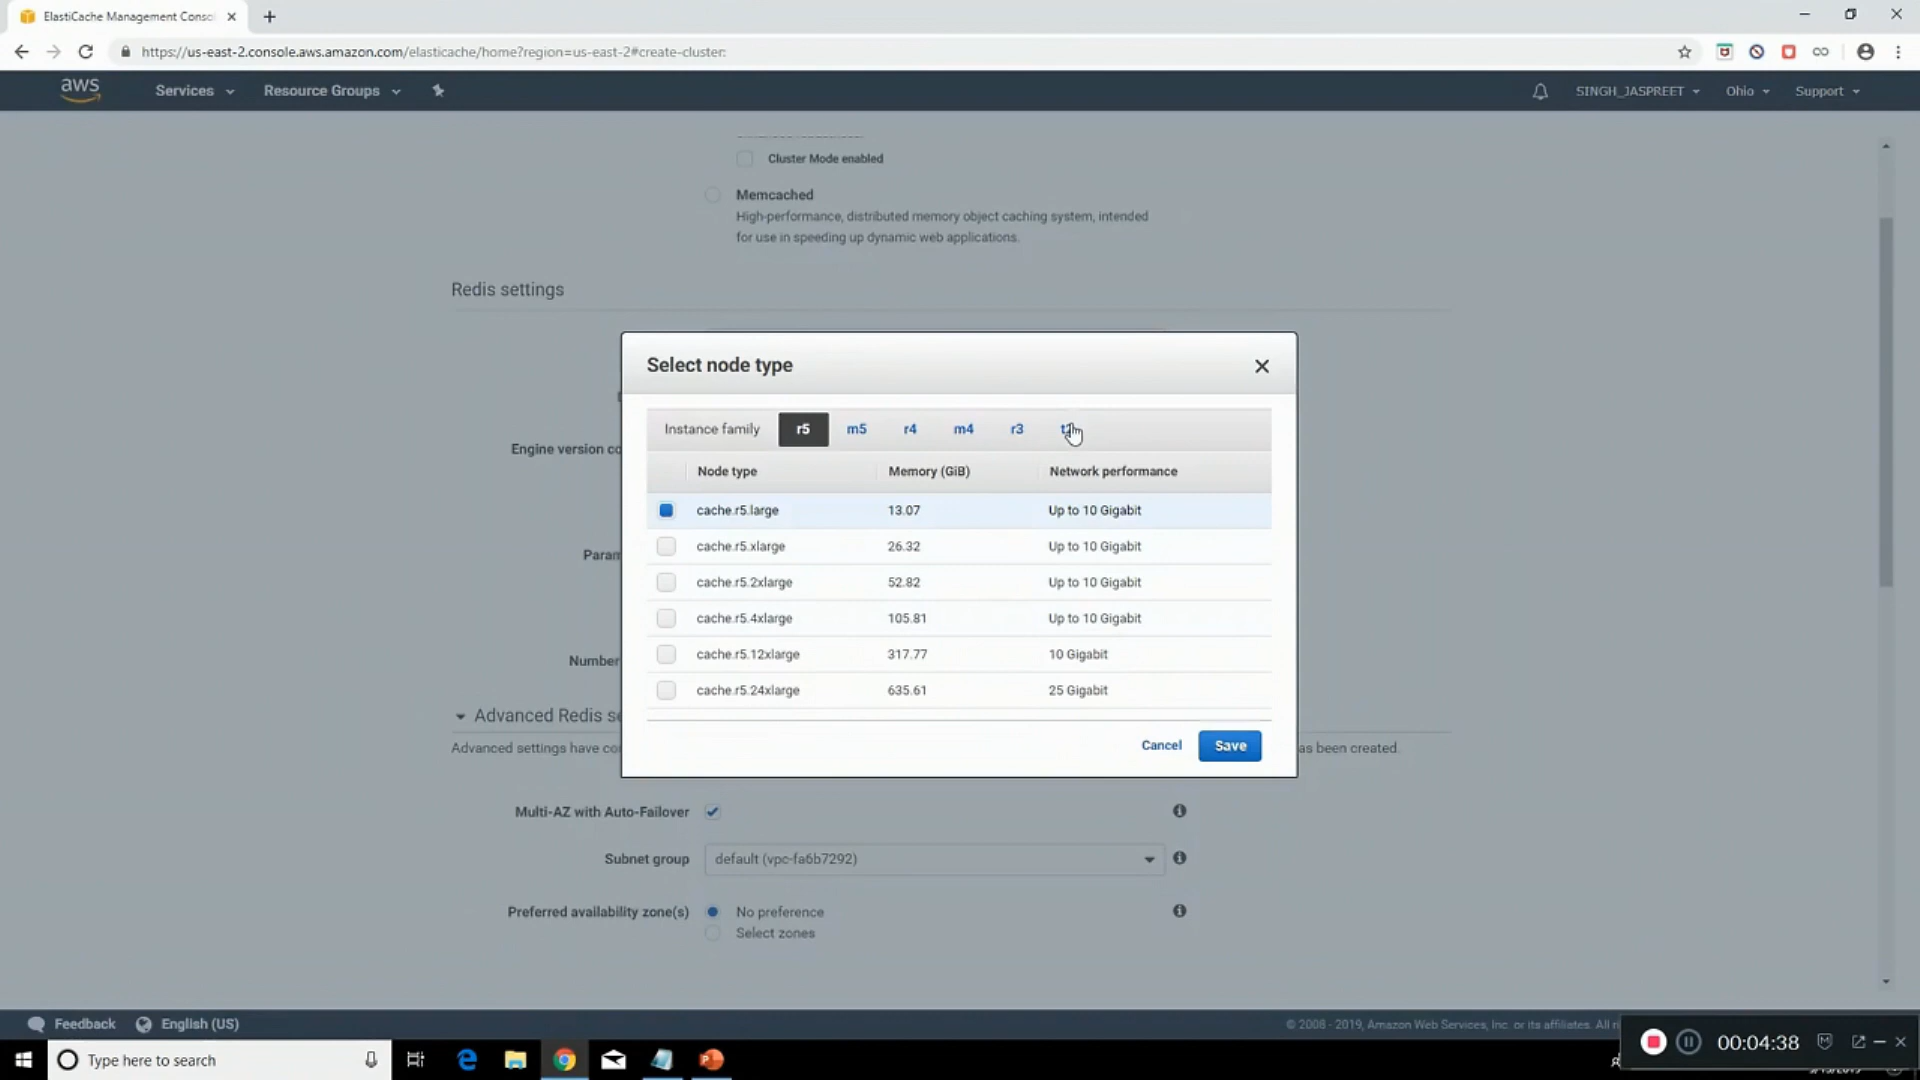 ElastiCache Management Conso
https://us-east-2.console.aws.amazon.com/elasticache/home?region=us-east-2#create-cluster:
aws Services Resource Groups SINGH_JASPREET Ohio Support
Cluster Mode enabled
Memcached
High-performance, distributed memory object caching system, intended
for use in speeding up dynamic web applications.
Redis settings
Select node type
Instance family r5 m5 r4 m4 r3
Engine version co
Node type Memory (GiB) Network performance
cache.r5.large 13.07 Up to 10 Gigabit
cache.r5.xlarge 26.32 Up to 10 Gigabit
Param
cache.r5.2xlarge 52.82 Up to 10 Gigabit
cache.r5.4xlarge 105.81 Up to 10 Gigabit
Number
cache.r5.12xlarge 317.77 10 Gigabit
cache.r5.24xlarge 635.61 25 Gigabit
Advanced Redis se
Advanced settings have co as been created.
Cancel Save
Multi-AZ with Auto-Failover
Subnet group default (vpc-fa6b7292)
Preferred availability zone(s) No preference
Select zones
Feedback English (US) © 2008 - 2019, Amazon Web Services, Inc. or its affiliates. All
Type here to search
00:04:38